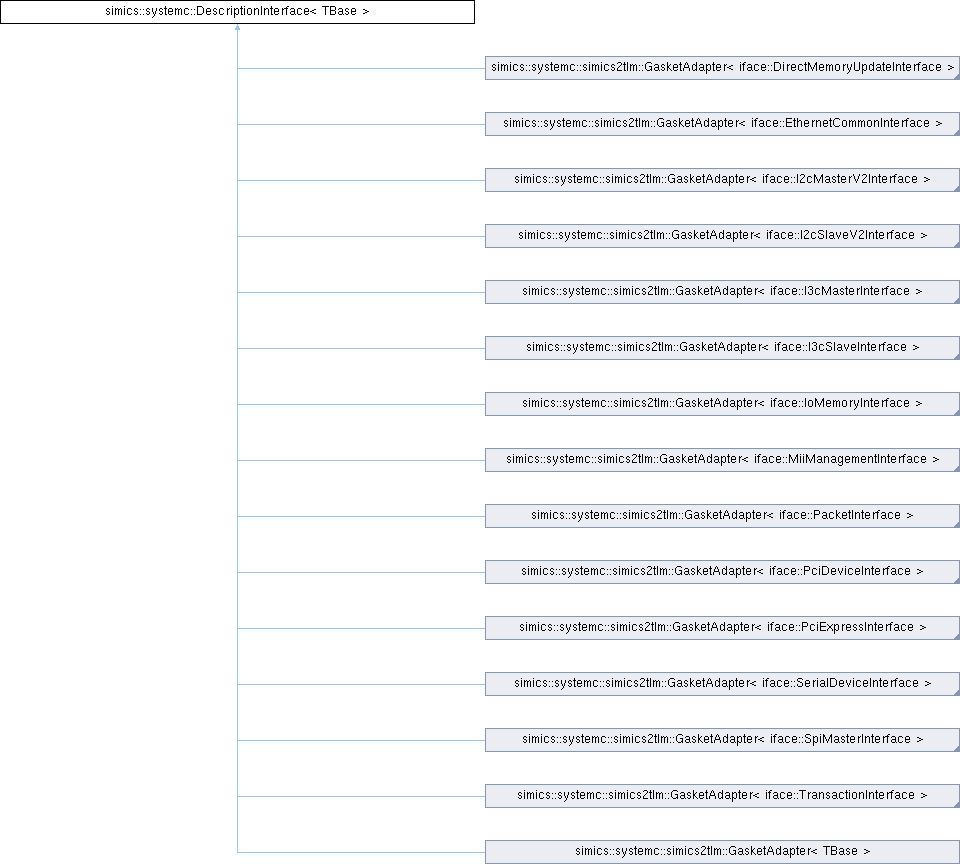 simics::systemc::DescriptionInterface< TBase >
simics::systemc::simics2tlm::GasketAdapter< iface::DirectMemoryUpdateInterface >
simics::systemc::simics2tlm::GasketAdapter< iface::EthernetCommonInterface >
simics::systemc::simics2tlm::GasketAdapter< iface::I2cMasterV2Interface >
simics::systemc::simics2tlm::GasketAdapter< iface::I2cSlaveV2Interface >
simics::systemc::simics2tlm::GasketAdapter< iface::I3cMasterInterface >
simics::systemc::simics2tlm::GasketAdapter< iface::I3cSlaveInterface >
simics::systemc::simics2tlm::GasketAdapter< iface::IoMemoryInterface >
simics::systemc::simics2tlm::GasketAdapter< iface::MiiManagementInterface >
simics::systemc::simics2tlm::GasketAdapter< iface::PacketInterface >
simics::systemc::simics2tlm::GasketAdapter< iface::PciDeviceInterface >
simics::systemc::simics2tlm::GasketAdapter< iface::PciExpressInterface >
simics::systemc::simics2tlm::GasketAdapter< iface::SerialDeviceInterface >
simics::systemc::simics2tlm::GasketAdapter< iface::SpiMasterInterface >
simics::systemc::simics2tlm::GasketAdapter< iface::TransactionInterface >
simics::systemc::simics2tlm::GasketAdapter< TBase >